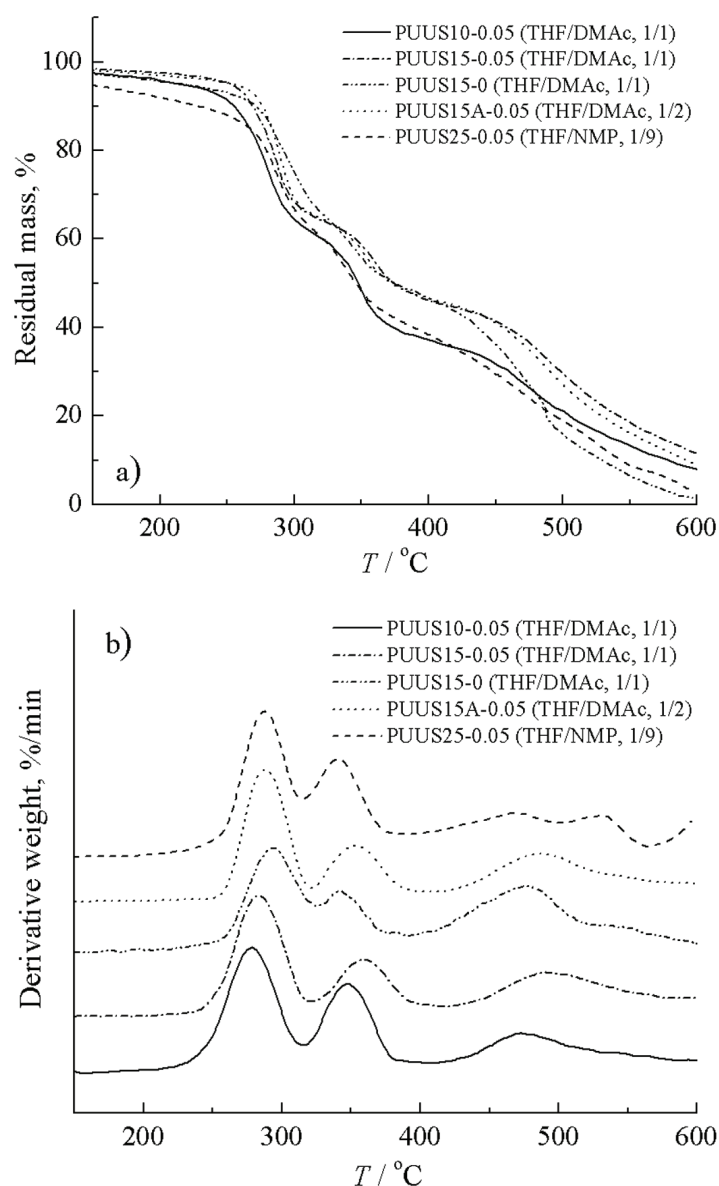 PUUS10-0.05 (THF/DMAc, 1/1)
PUUS15-0.05 (THF/DMAc, 1/1)
PUUS15-0 (THF/DMAc, 1/1)
PUUS15A-0.05 (THF/DMAc, 1/2)
PUUS25-0.05 (THF/NMP, 1/9)
Residual mass, %
100
80
60
40
20
0
a)
200
300
400
500
600
T / °C
b)
PUUS10-0.05 (THF/DMAc, 1/1)
PUUS15-0.05 (THF/DMAc, 1/1)
PUUS15-0 (THF/DMAc, 1/1)
PUUS15A-0.05 (THF/DMAc, 1/2)
PUUS25-0.05 (THF/NMP, 1/9)
Derivative weight, %/min
200
300
400
500
600
T / °C